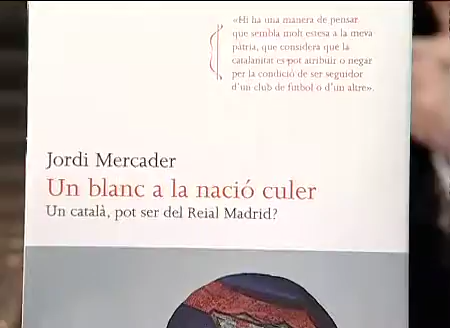 «Hi ha una manera de pensar
que sembla molt estesa a la meva
pàtria, que considera que la
catalanitat es pot atribuir o negar
per la condició de ser seguidor
d'un club de futbol o d'un altre».
Jordi Mercader
Un blanc a la nació culer
Un català, pot ser del Reial Madrid?